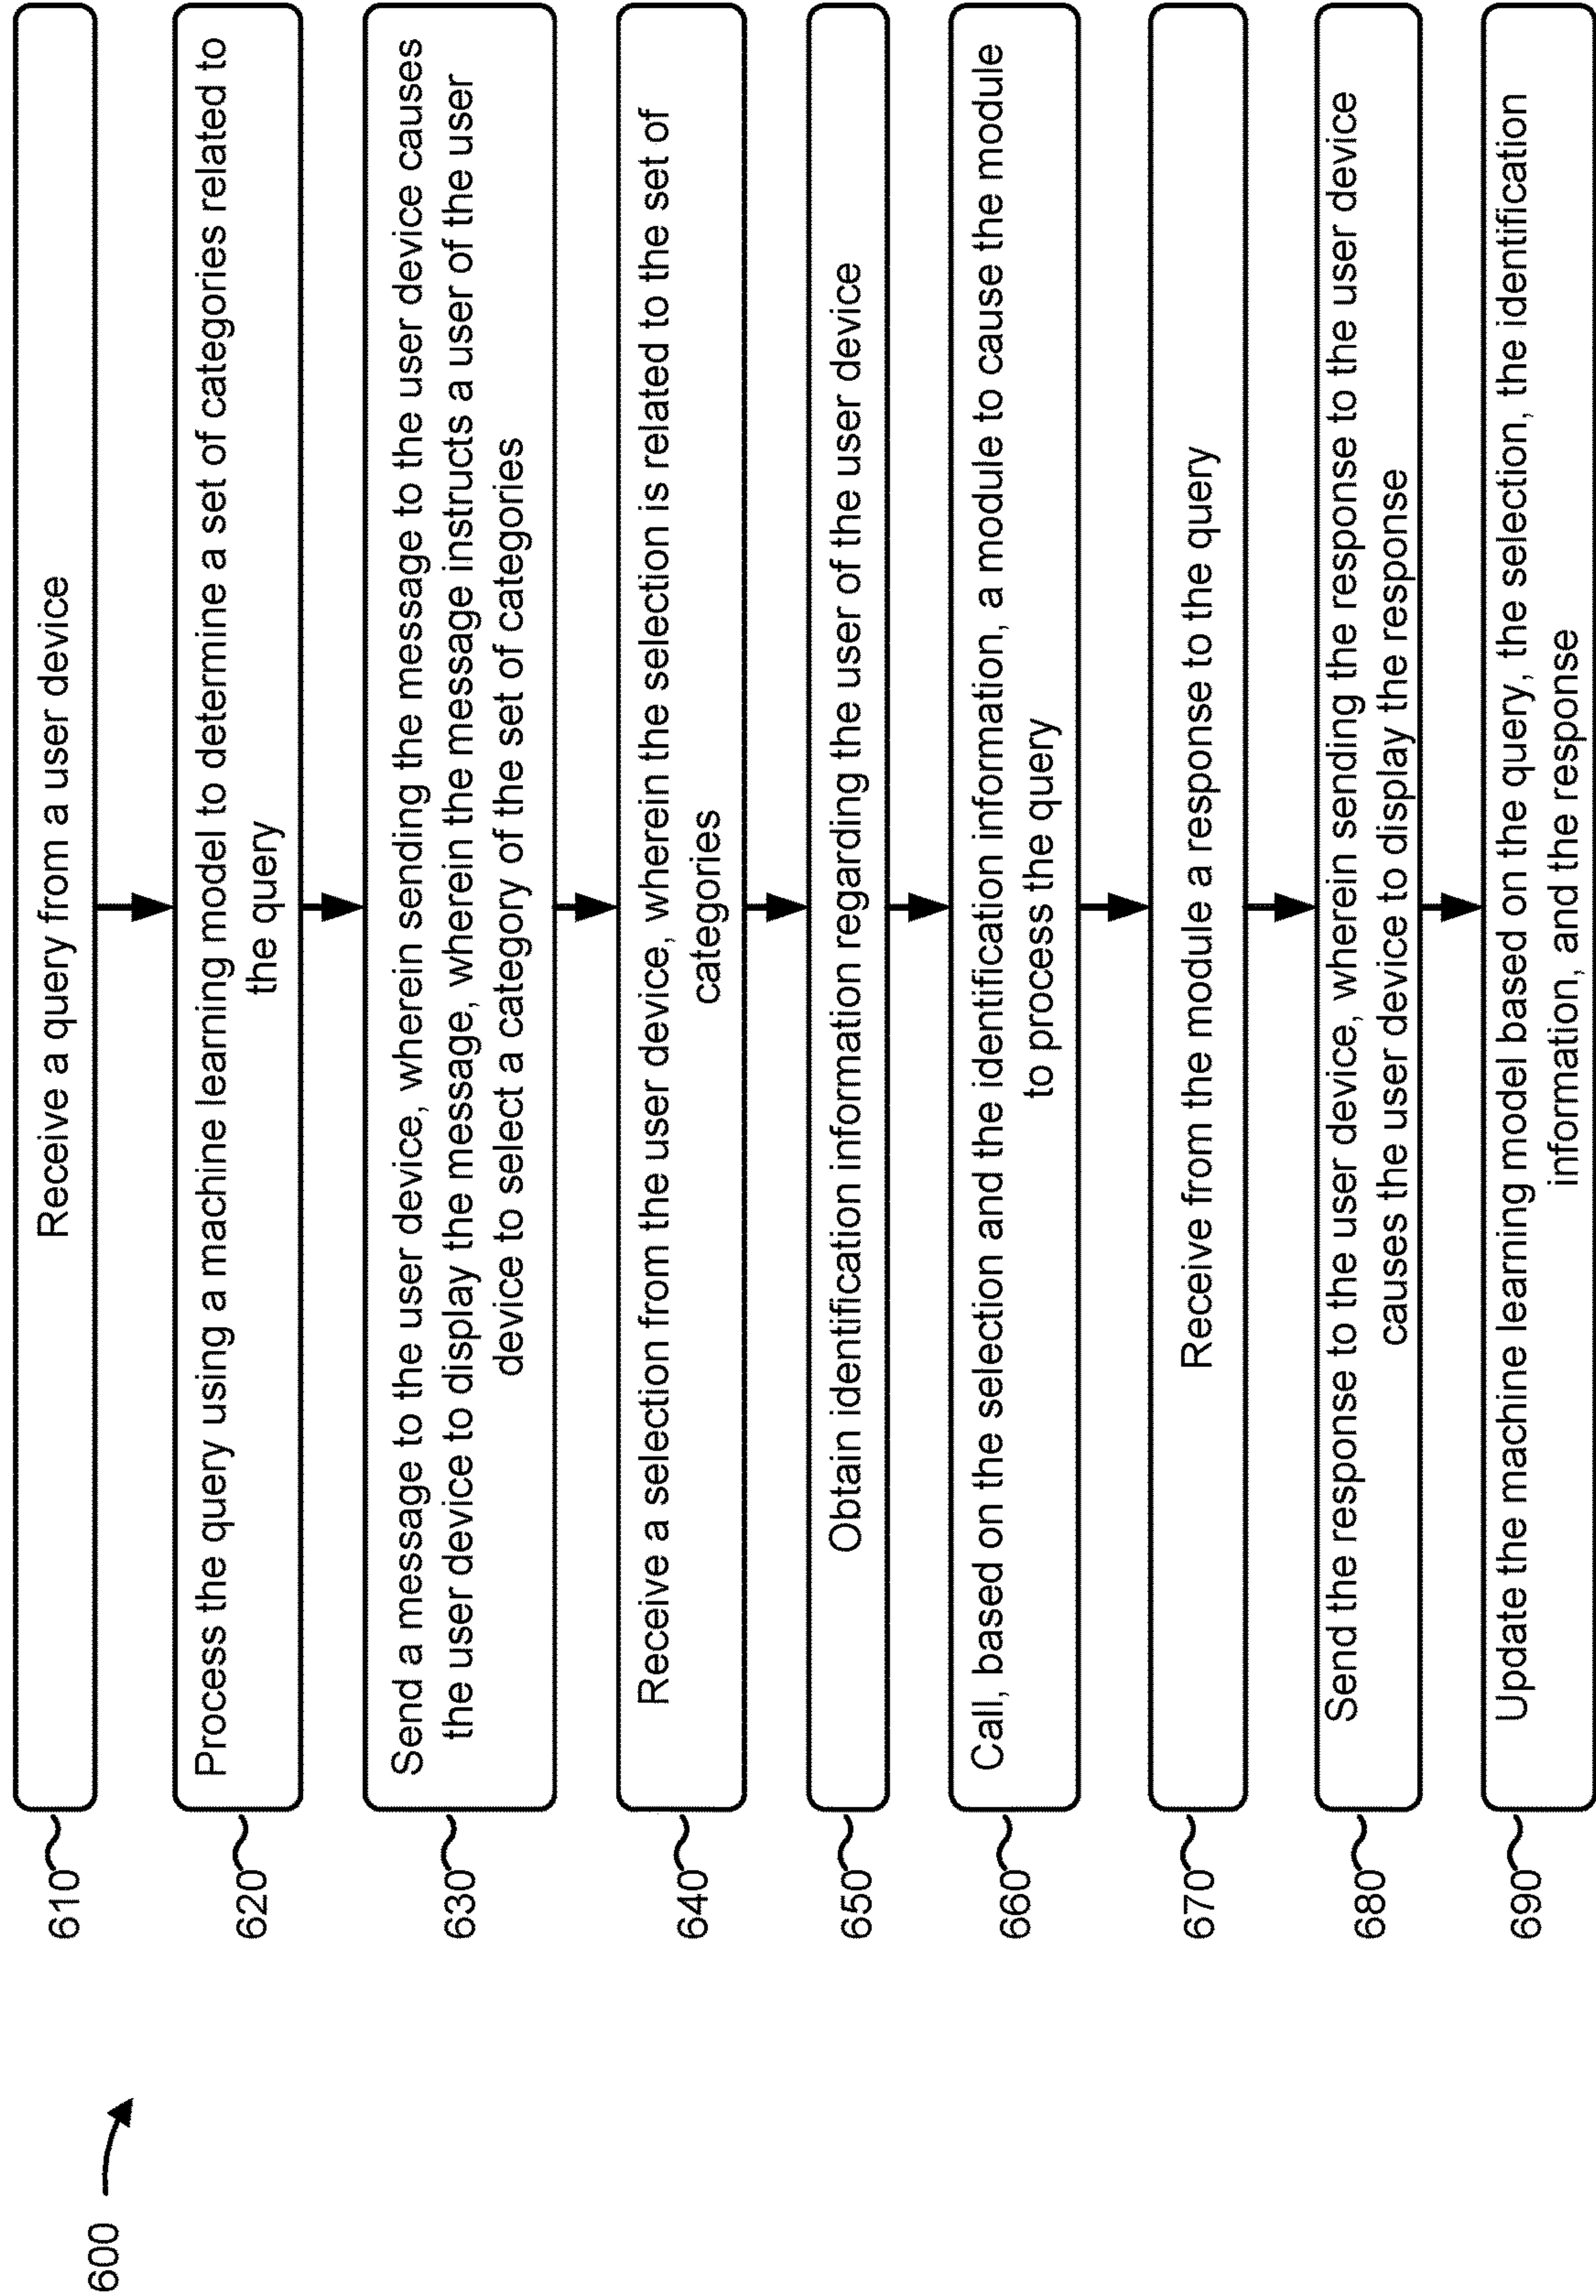 600
610
Receive a query from a user device
620
Process the query using a machine learning model to determine a set of categories related to
the query
630
Send a message to the user device, wherein sending the message to the user device causes
the user device to display the message, wherein the message instructs a user of the user
device to select a category of the set of categories
640
Receive a selection from the user device, wherein the selection is related to the set of
categories
650
Obtain identification information regarding the user of the user device
660
Call, based on the selection and the identification information, a module to cause the module
to process the query
670
Receive from the module a response to the query
680
Send the response to the user device, wherein sending the response to the user device
causes the user device to display the response
690
Update the machine learning model based on the query, the selection, the identification
information, and the response